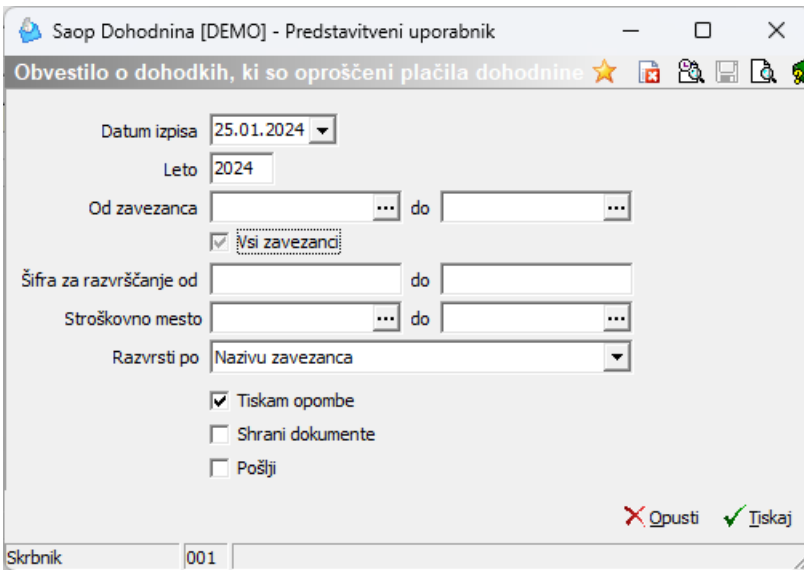 Saop Dohodnina [DEMO] - Predstavitveni uporabnik
Obvestilo o dohodkih, ki so oproščeni plačila dohodnine
Datum izpisa 25.01.2024
Leto 2024
Od zavezanca ... do ...
Vsi zavezanci
Šifra za razvrščanje od do
Stroškovno mesto ... do ...
Razvrsti po Nazivu zavezanca
Tiskam opombe
Shrani dokumente
Pošlji
Opusti Tiskaj
Skrbnik 001